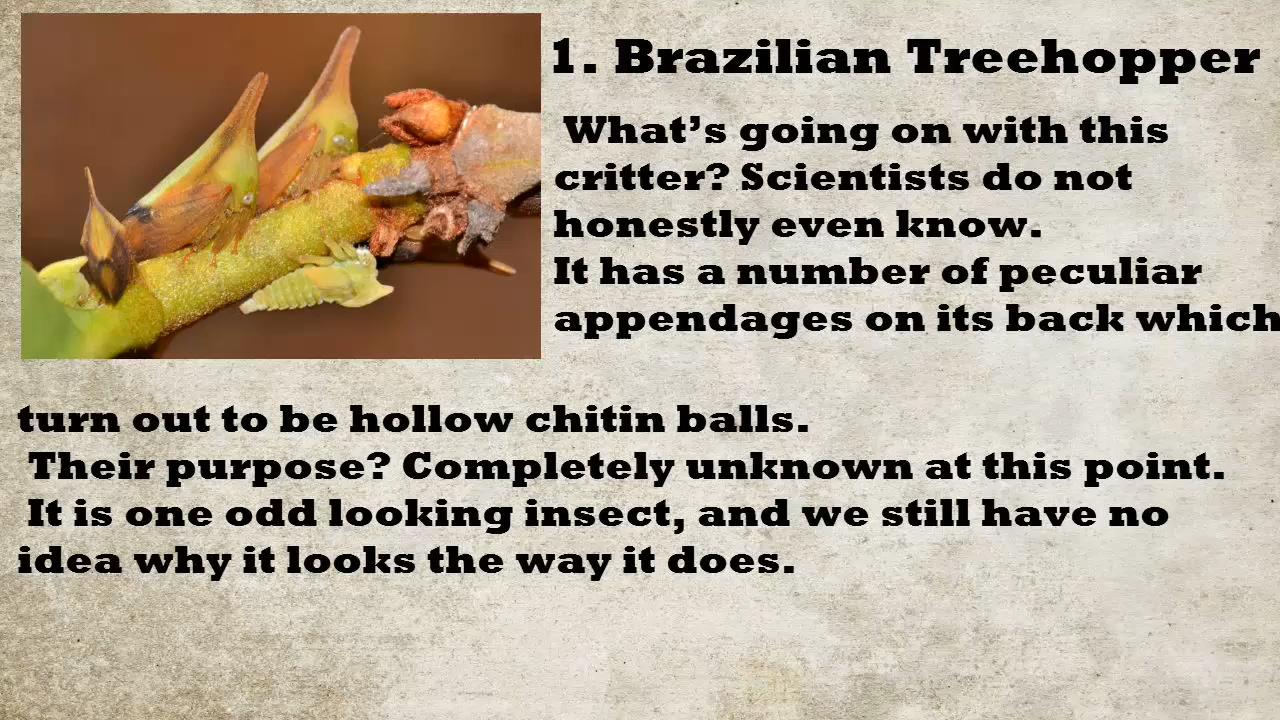 1. Brazilian Treehopper
What's going on with this
critter? Scientists do not
honestly even know.
It has a number of peculiar
appendages on its back which
turn out to be hollow chitin balls.
Their purpose? Completely unknown at this point.
It is one odd looking insect, and we still have no
idea why it looks the way it does.